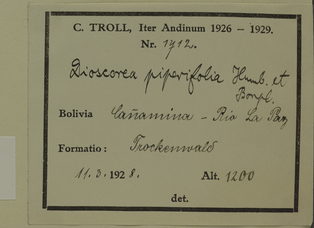 C. TROLL, Iter Andinum 1926 – 1929.
Nr. 1712.
Dioscorea piperifolia Humb. et
Bonpl.
Bolivia Cañamina – Rio La Paz
Formatio: Trockenwald
11.3.1928. Alt. 1200
det.